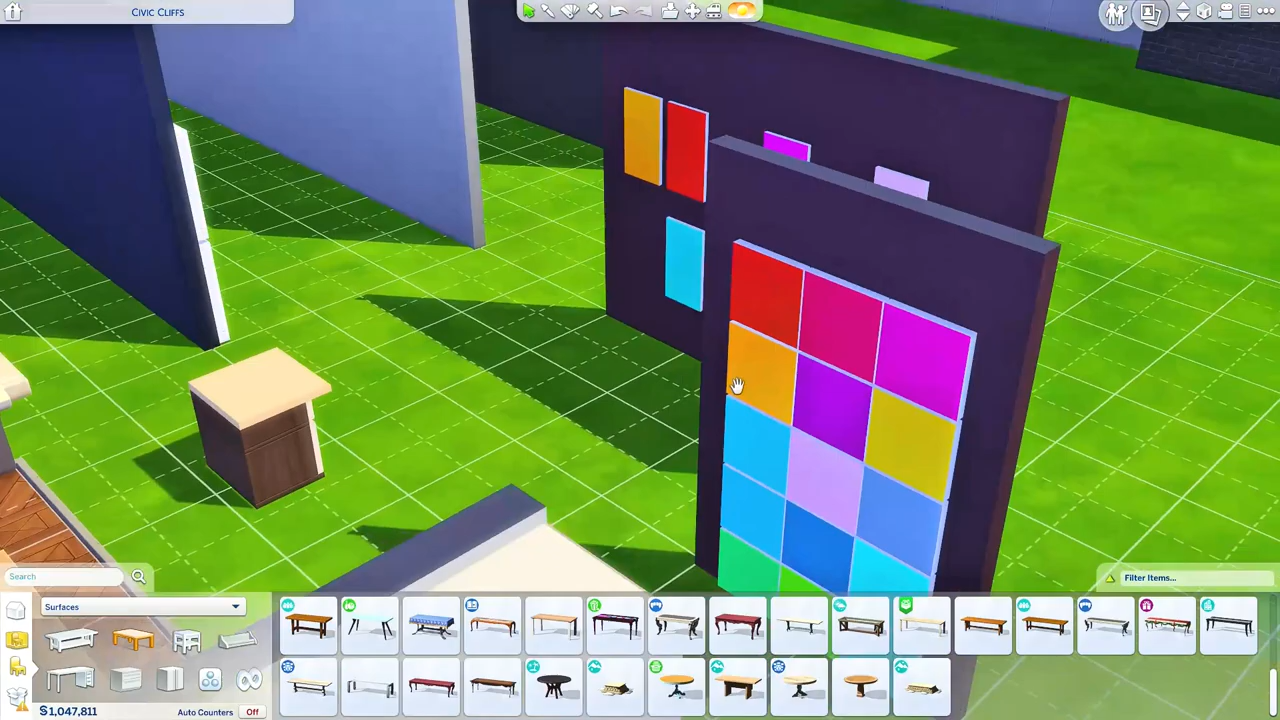 CIVIC CLIFFS
Search
Filter Items...
Surfaces
§1,047,811
Auto Counters
Off